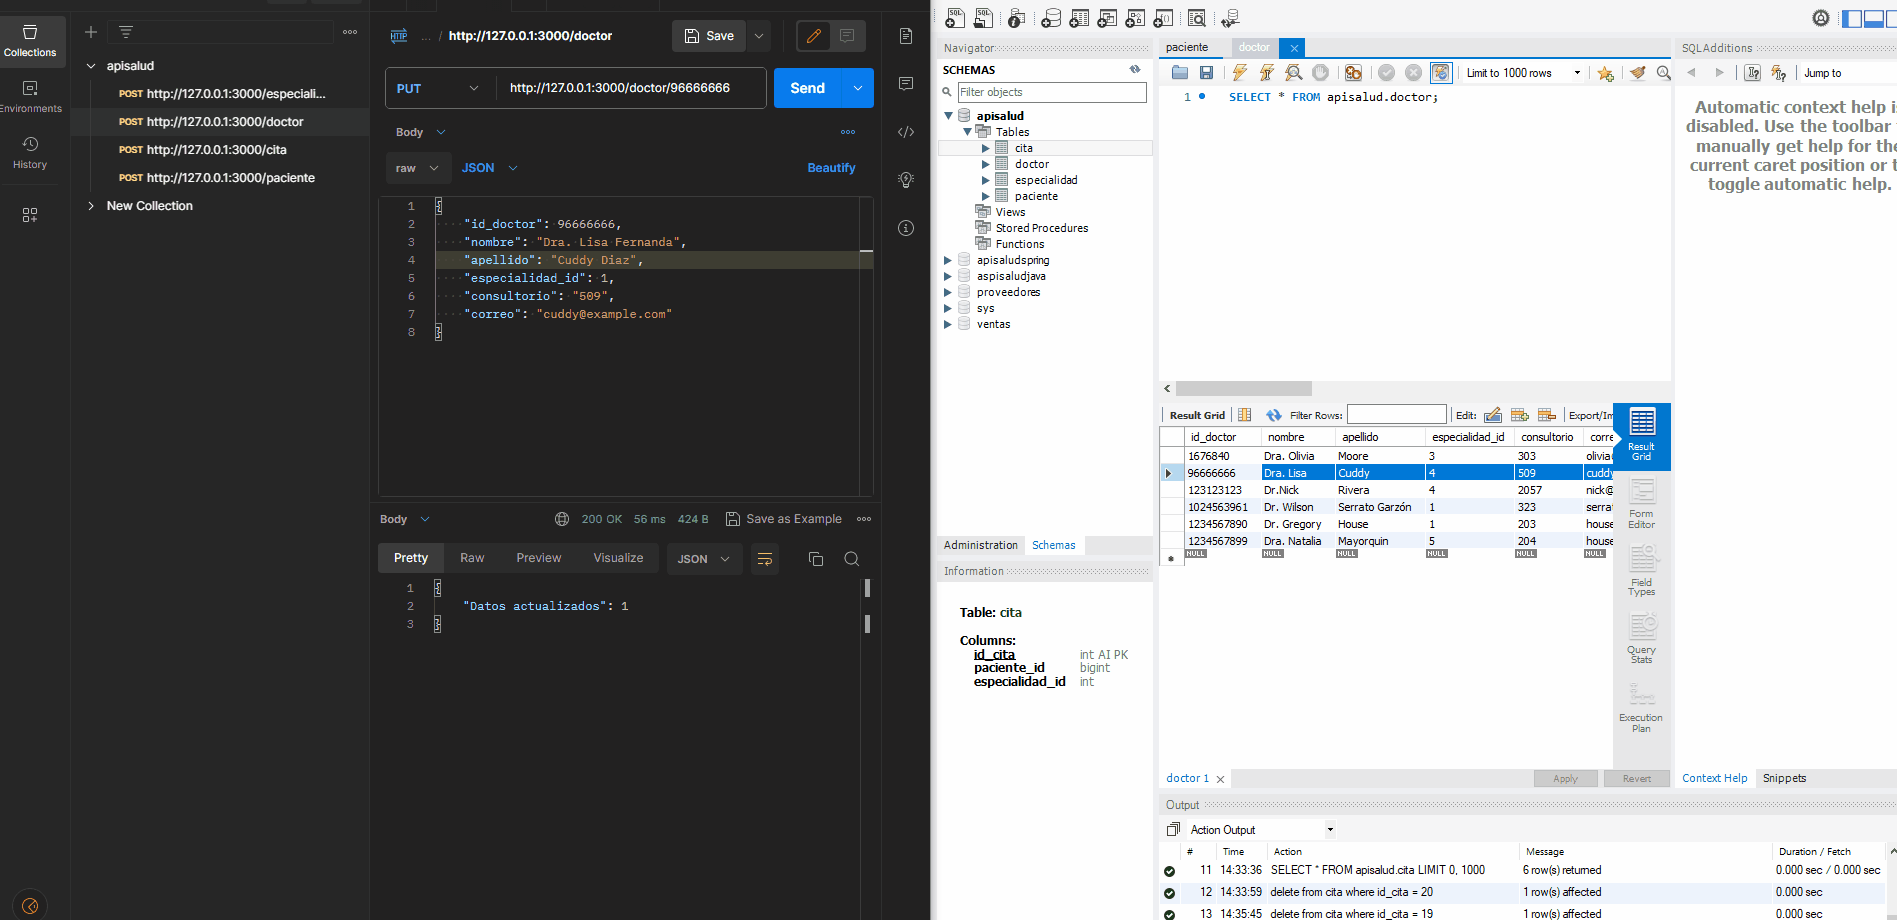 Collections
Environments
History
apisalud
POST http://127.0.0.1:3000/especiali...
POST http://127.0.0.1:3000/doctor
POST http://127.0.0.1:3000/cita
POST http://127.0.0.1:3000/paciente
New Collection
HTTP ... / http://127.0.0.1:3000/doctor
Save
PUT http://127.0.0.1:3000/doctor/96666666
Send
Body
raw JSON Beautify
1 {
2 "id_doctor": 96666666,
3 "nombre": "Dra. Lisa Fernanda",
4 "apellido": "Cuddy Diaz",
5 "especialidad_id": 1,
6 "consultorio": "509",
7 "correo": "cuddy@example.com"
8 }
Body 200 OK 56 ms 424 B Save as Example
Pretty Raw Preview Visualize JSON
1 {
2 "Datos actualizados": 1
3 }
Navigator
SCHEMAS
Filter objects
apisalud
Tables
cita
doctor
especialidad
paciente
Views
Stored Procedures
Functions
apisaludspring
aspisaludjava
proveedores
sys
ventas
Administration Schemas
Information
Table: cita
Columns:
id_cita int AI PK
paciente_id bigint
especialidad_id int
paciente doctor
Limit to 1000 rows
1 SELECT * FROM apisalud.doctor;
Result Grid Filter Rows: Edit: Export/Im
id_doctor nombre apellido especialidad_id consultorio corre
1676840 Dra. Olivia Moore 3 303 olivia
96666666 Dra. Lisa Cuddy 4 509 cuddy
123123123 Dr.Nick Rivera 4 2057 nick@
1024563961 Dr. Wilson Serrato Garzón 1 323 serrat
1234567890 Dr. Gregory House 1 203 house
1234567899 Dra. Natalia Mayorquin 5 204 house
NULL NULL NULL NULL NULL NULL
Result Grid
Form Editor
Field Types
Query Stats
Execution Plan
doctor 1 Apply Revert
SQLAdditions
Jump to
Automatic context help is
disabled. Use the toolbar
manually get help for the
current caret position or
toggle automatic help.
Context Help Snippets
Output
Action Output
# Time Action Message Duration / Fetch
11 14:33:36 SELECT * FROM apisalud.cita LIMIT 0, 1000 6 row(s) returned 0.000 sec / 0.000 sec
12 14:33:59 delete from cita where id_cita = 20 1 row(s) affected 0.000 sec
13 14:35:45 delete from cita where id_cita = 19 1 row(s) affected 0.000 sec